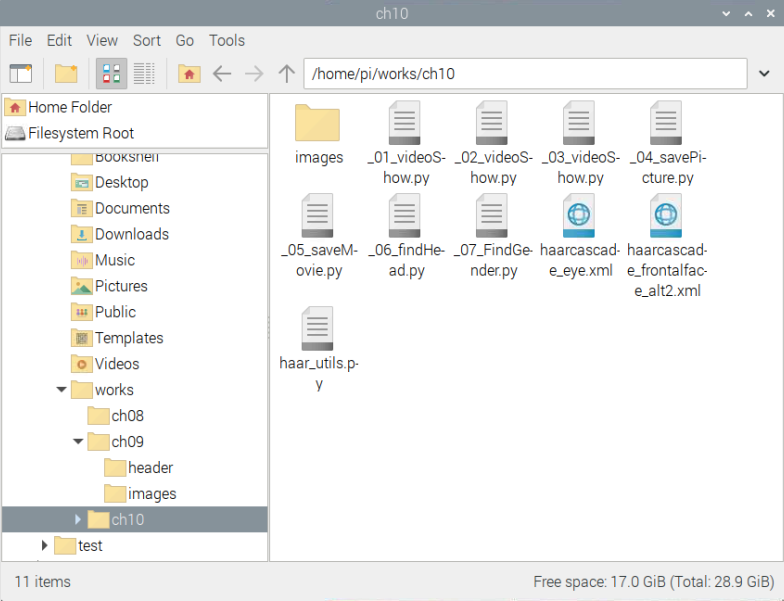 ch10
File Edit View Sort Go Tools
/home/pi/works/ch10
Home Folder
Filesystem Root
Bookshelf
Desktop
Documents
Downloads
Music
Pictures
Public
Templates
Videos
works
ch08
ch09
header
images
ch10
test
images
_01_videoS-
how.py
_02_videoS-
how.py
_03_videoS-
how.py
_04_savePi-
cture.py
_05_saveM-
ovie.py
_06_findHe-
ad.py
_07_FindGe-
nder.py
haarcascad-
e_eye.xml
haarcascad-
e_frontalfac-
e_alt2.xml
haar_utils.p-
y
11 items
Free space: 17.0 GiB (Total: 28.9 GiB)